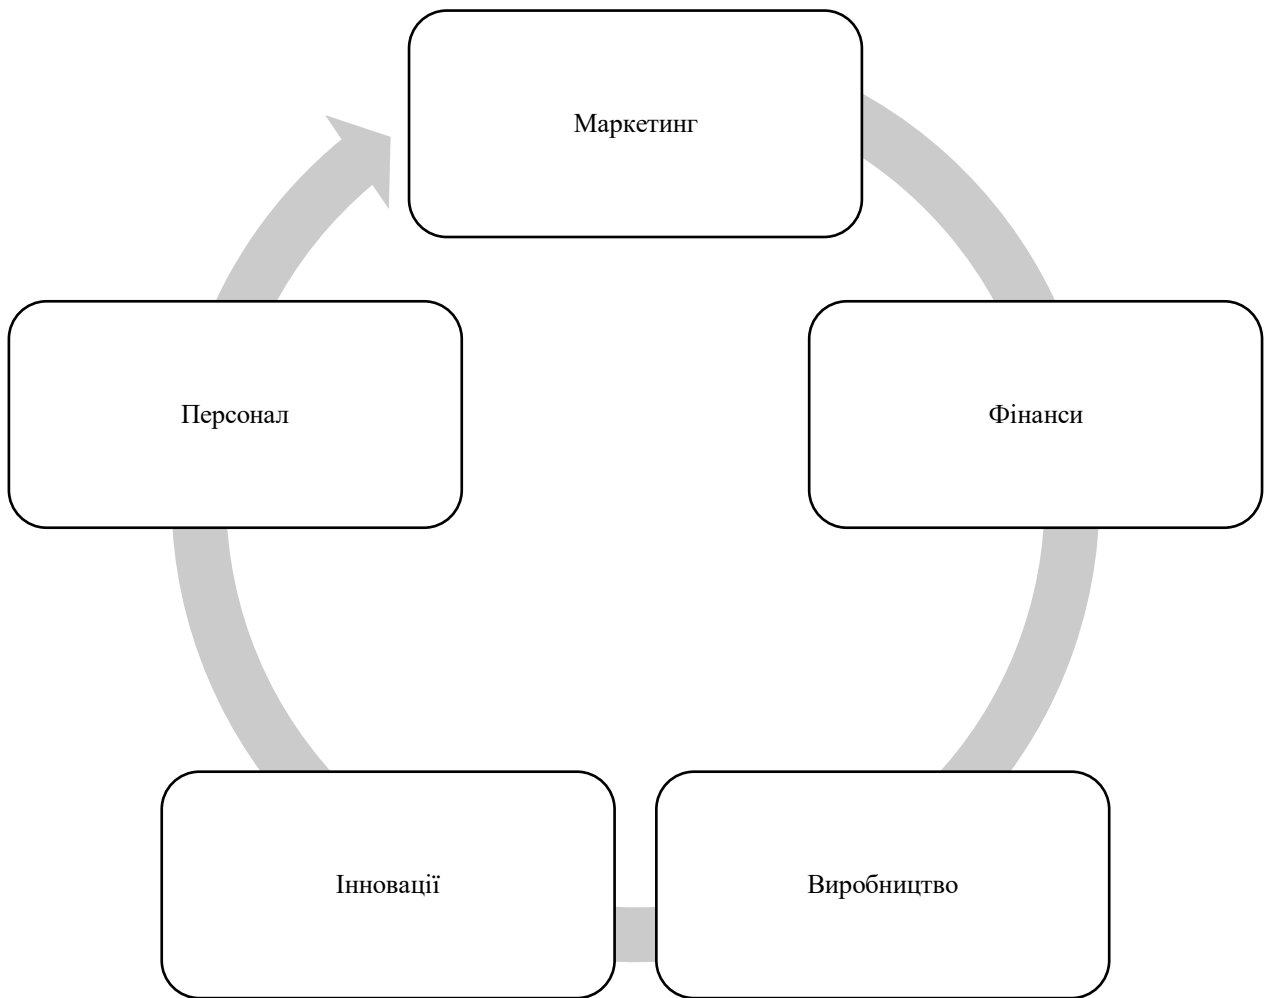 Маркетинг
Фінанси
Виробництво
Інновації
Персонал